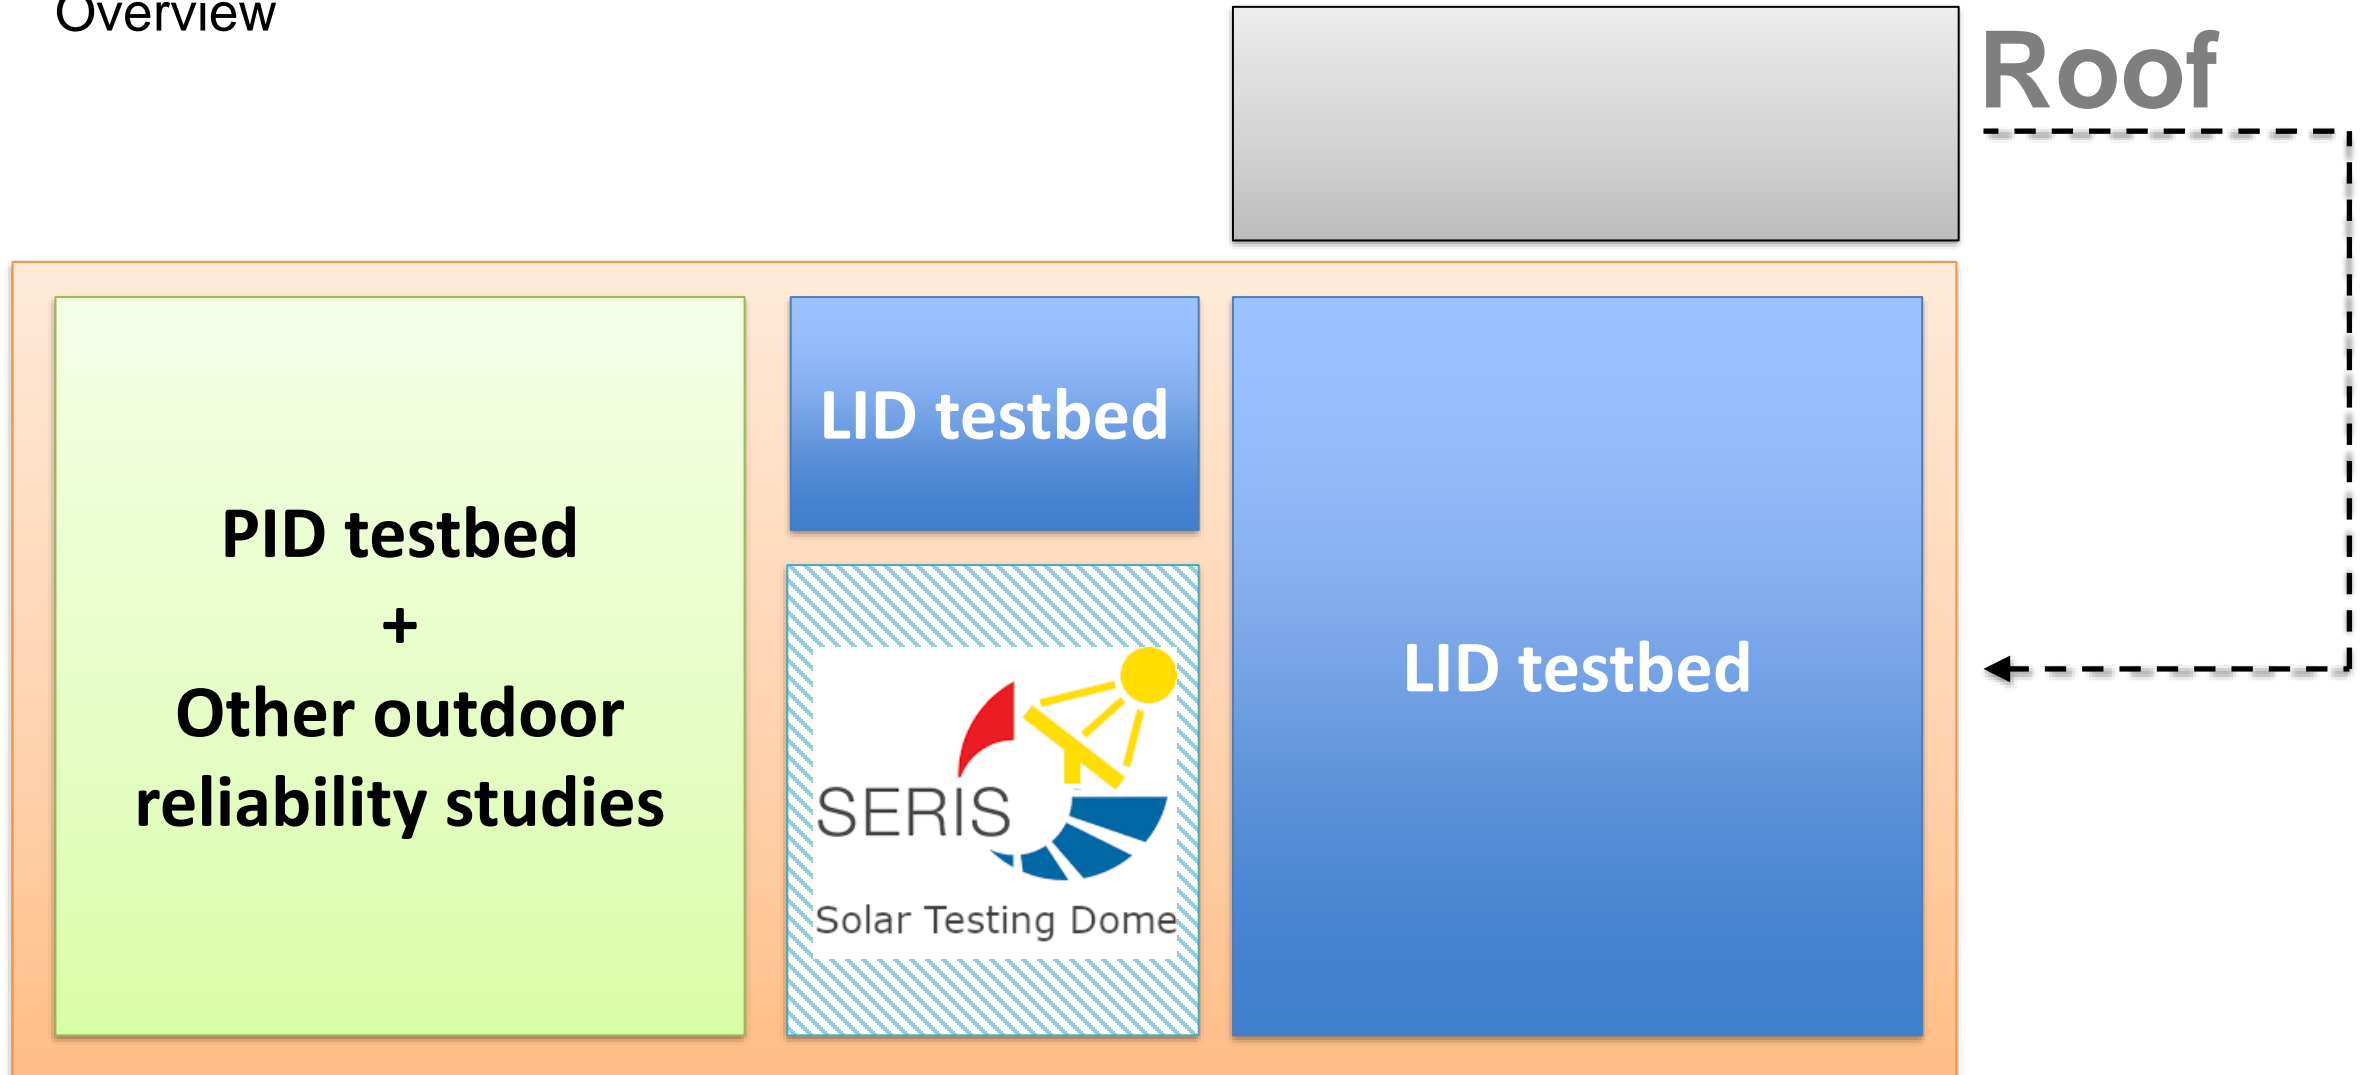 Overview
Roof
LID testbed
PID testbed
+
Other outdoor
reliability studies
LID testbed
SERIS
Solar Testing Dome